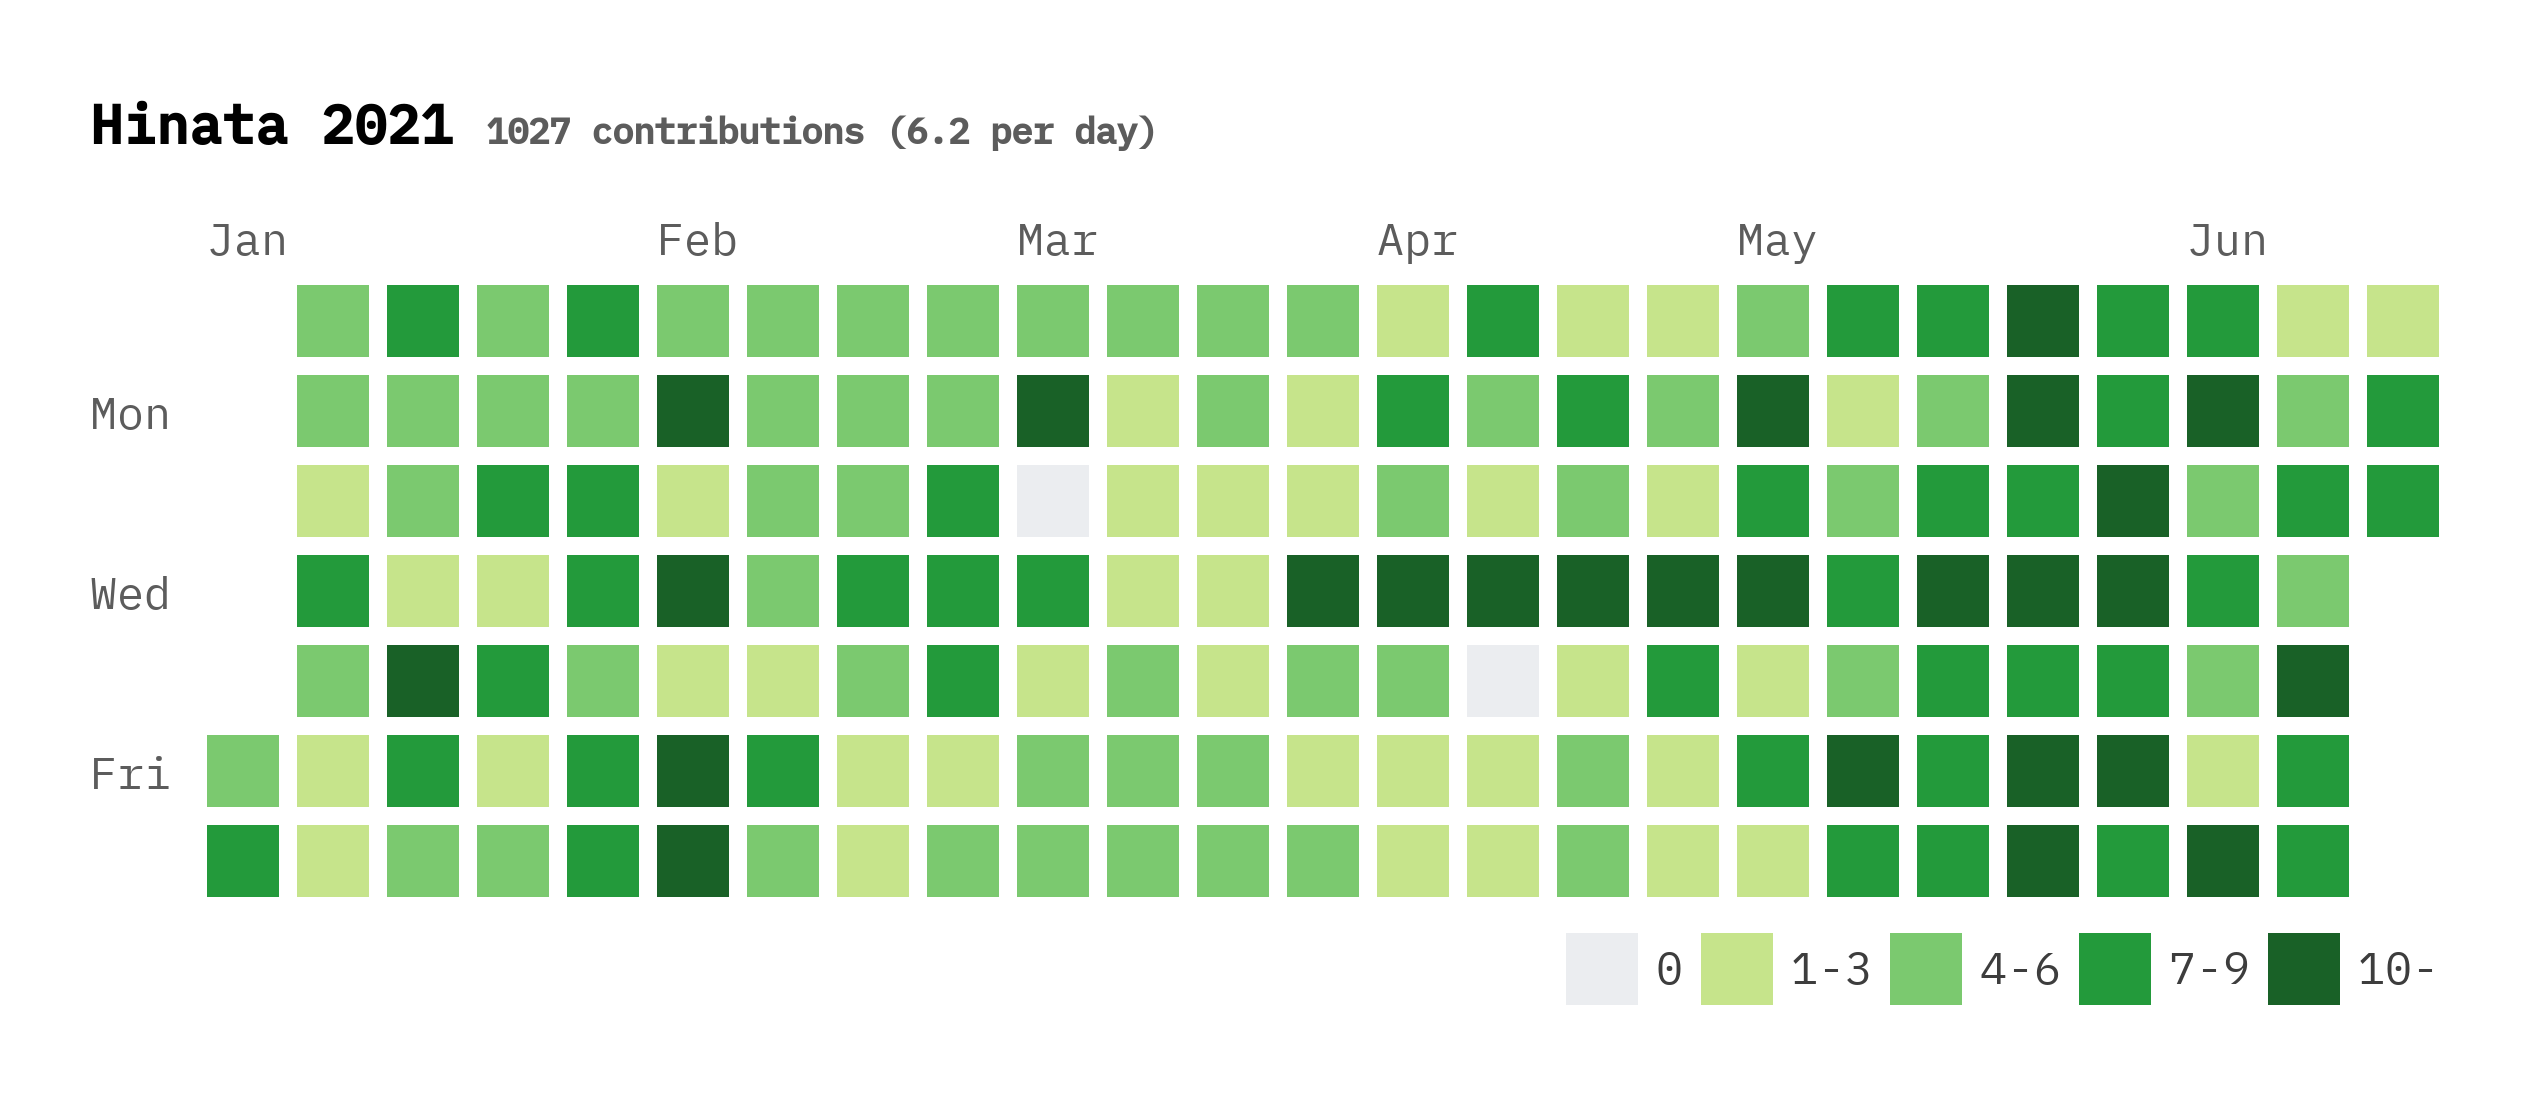 Hinata 2021 1027 contributions (6.2 per day)
Jan Feb Mar Apr May Jun
Mon
Wed
Fri
0 1-3 4-6 7-9 10-